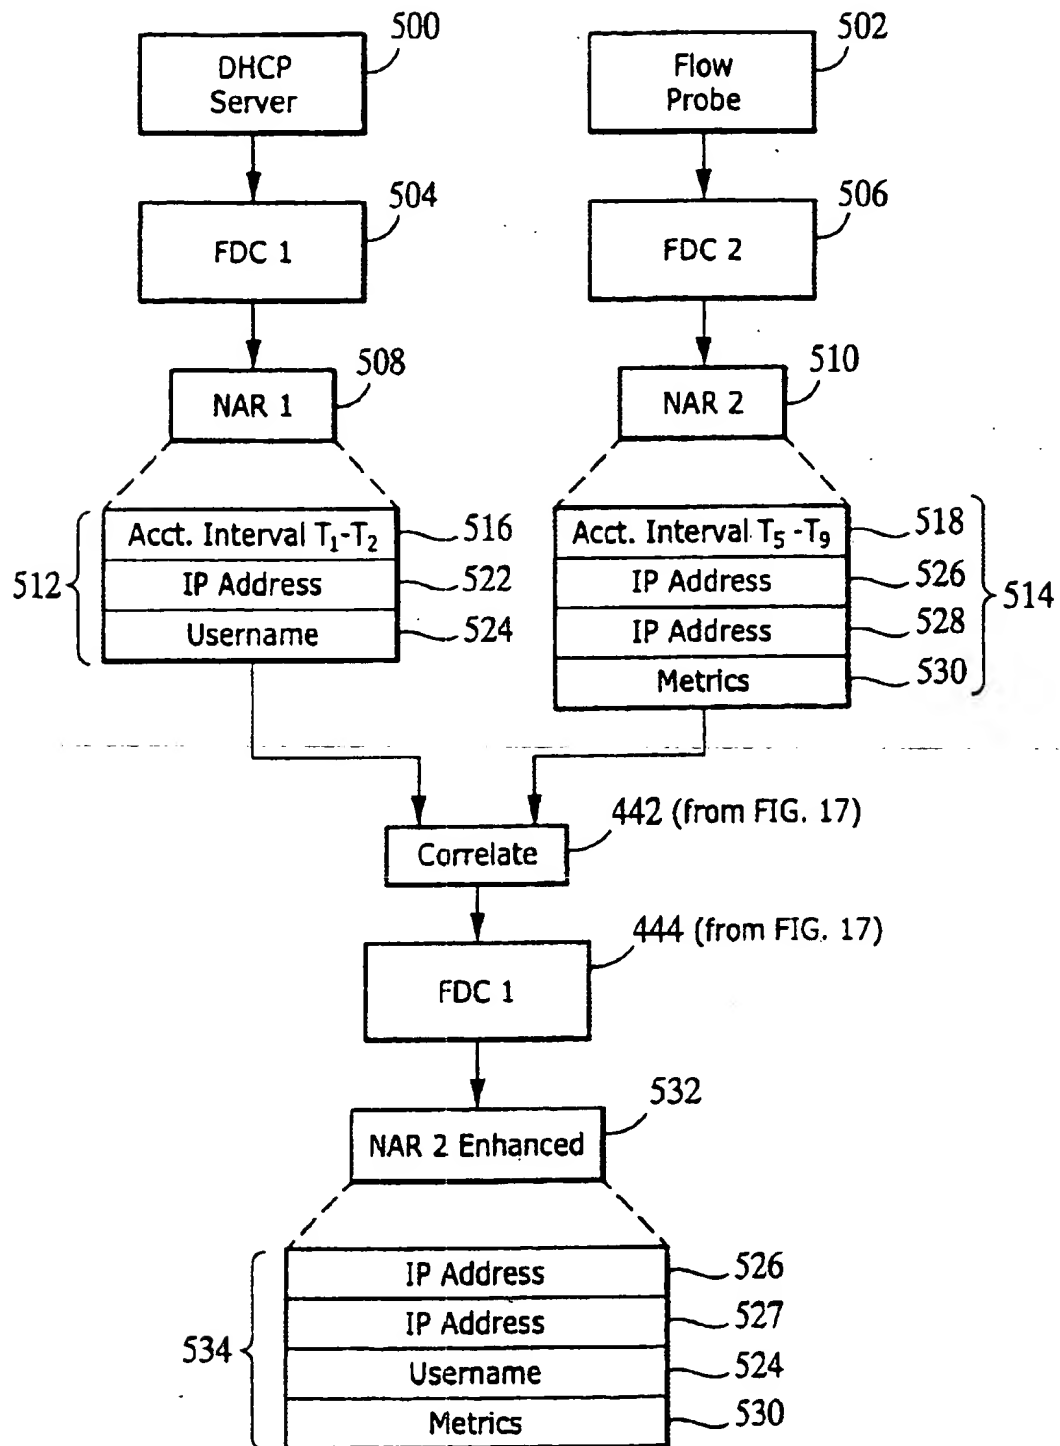 500
502
DHCP
Server
Flow
Probe
504
506
FDC 1
FDC 2
508
510
NAR 1
NAR 2
512
Acct. Interval T₁-T₂
516
IP Address
522
Username
524
Acct. Interval T₅-T₉
518
IP Address
526
IP Address
528
Metrics
530
514
442 (from FIG. 17)
Correlate
444 (from FIG. 17)
FDC 1
532
NAR 2 Enhanced
534
IP Address
526
IP Address
527
Username
524
Metrics
530